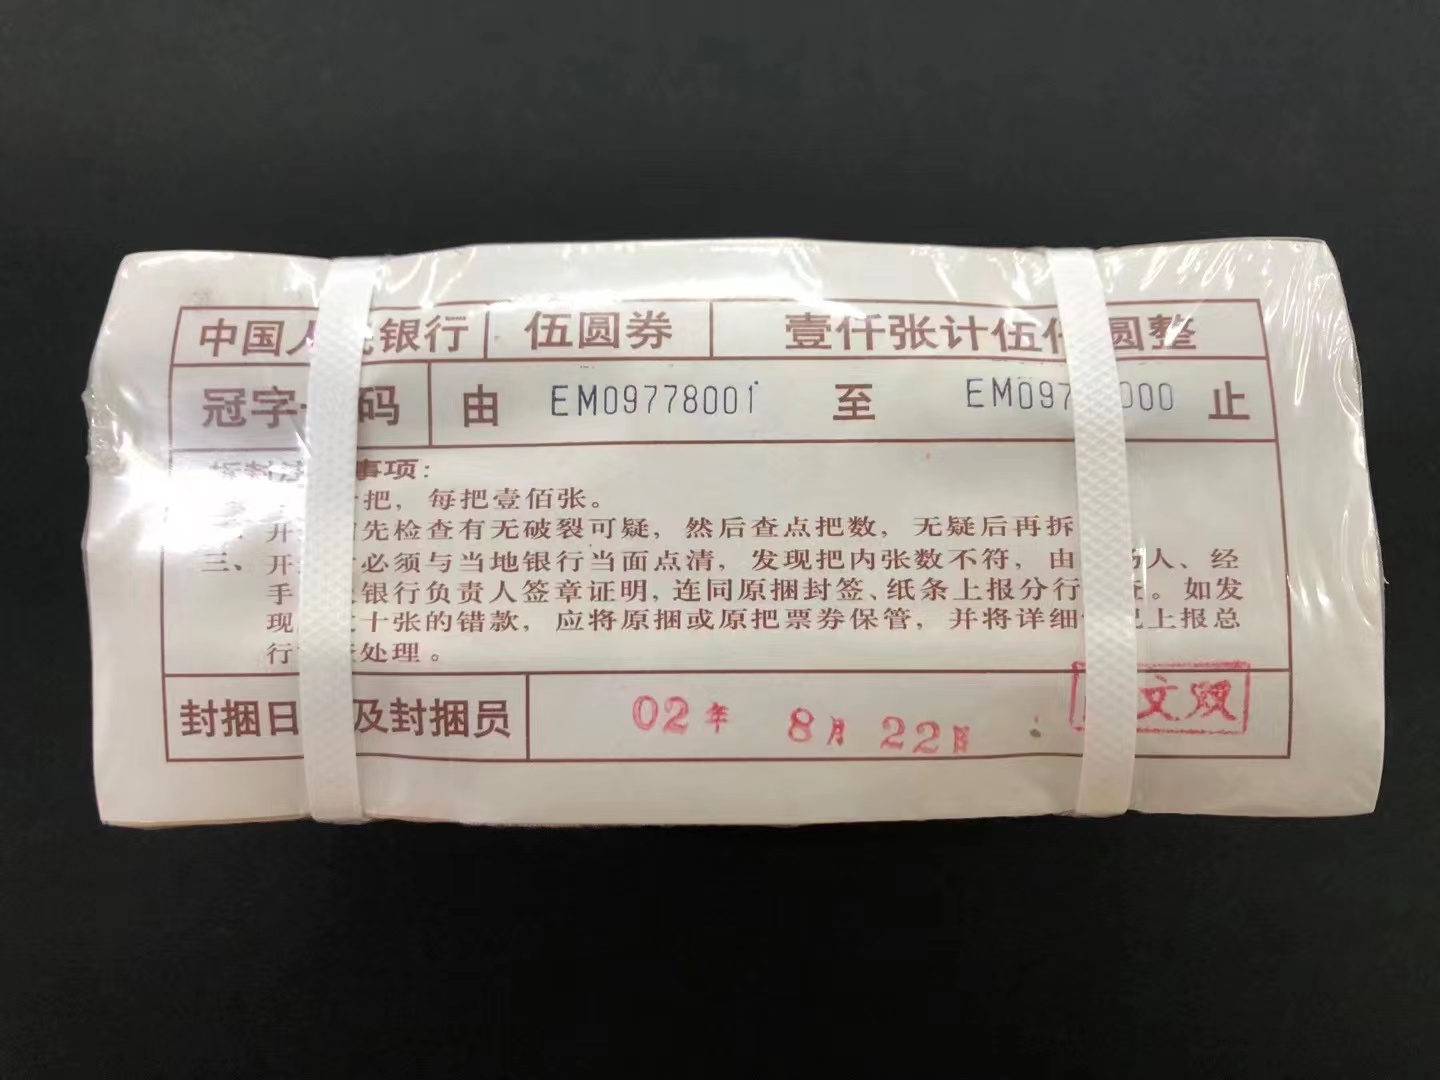 中国人 银行 伍圆券 壹仟张计伍 圆整
冠字 码 由 EM09778001 至 EM097 000 止
事项：
把，每把壹佰张。
开 先检查有无破裂可疑，然后查点把数，无疑后再拆
三、开 必须与当地银行当面点清，发现把内张数不符，由 人、经
手 银行负责人签章证明，连同原捆封签、纸条上报分行 。如发
现 十张的错款，应将原捆或原把票券保管，并将详细 上报总
行 处理。
封捆日 及封捆员 02年 8月 22日 文双